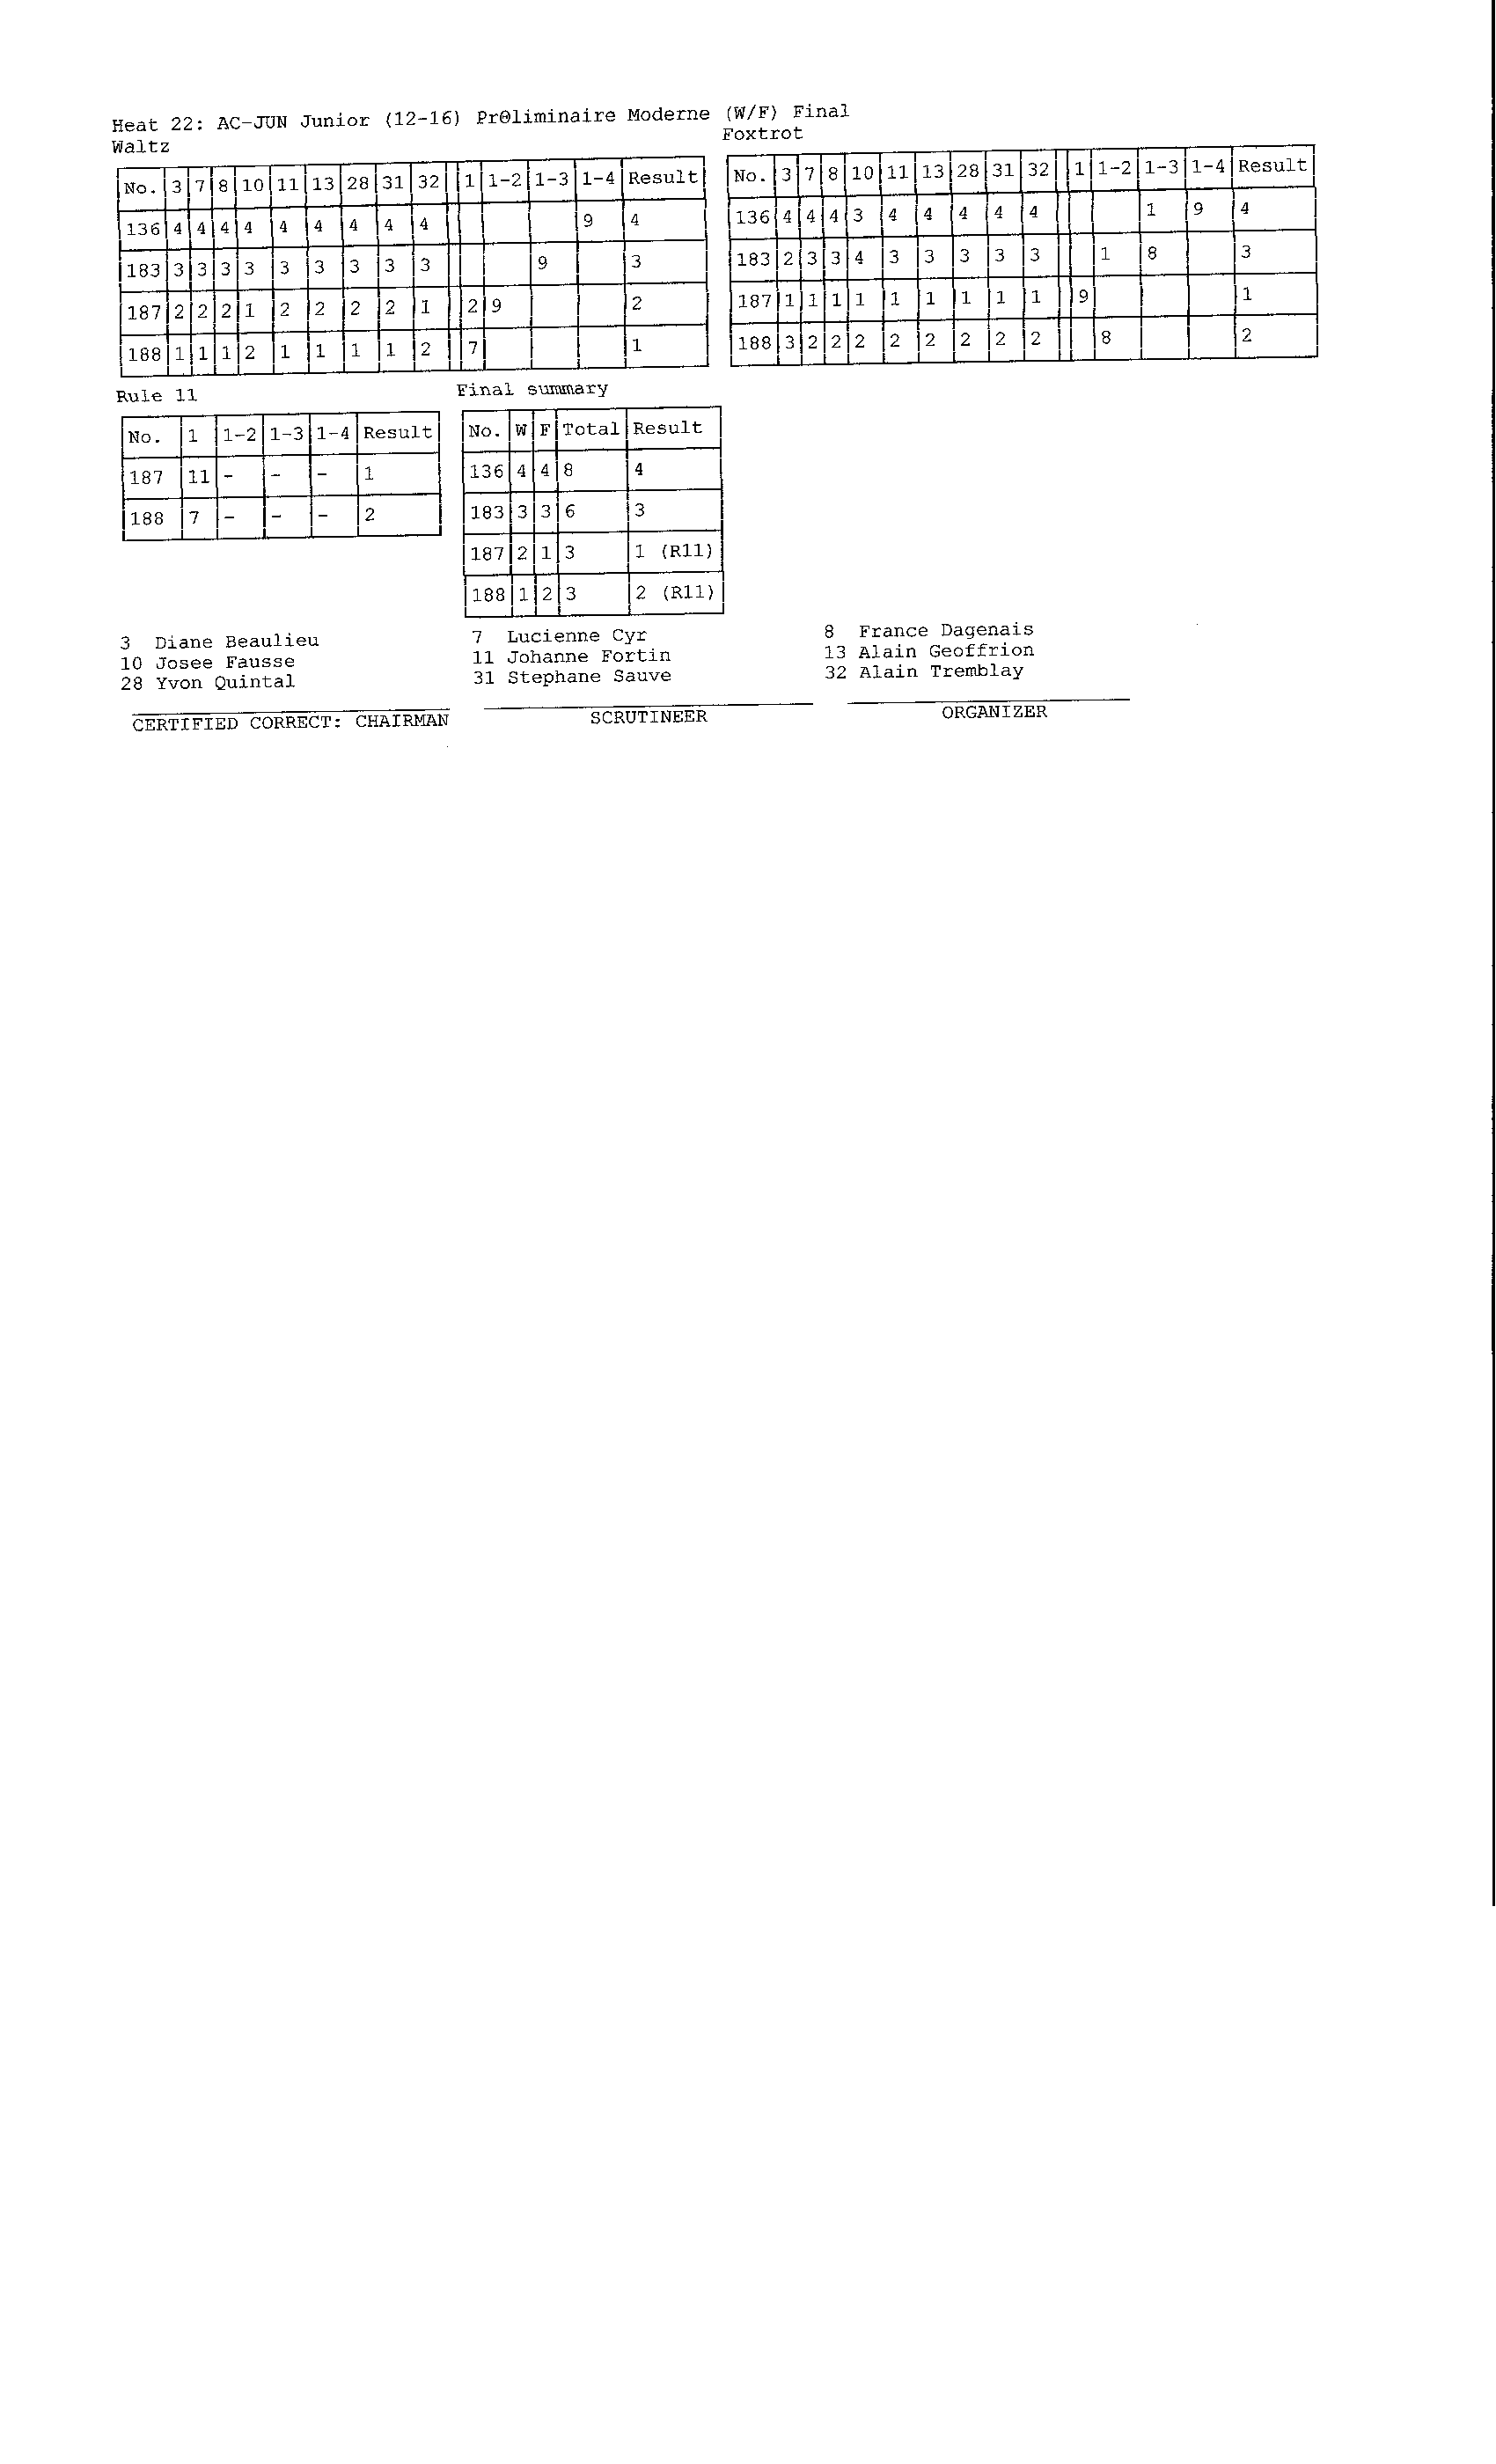 Heat 22: AC-JUN Junior (12-16) PrΘliminaire Moderne (W/F) Final
Waltz
No. 3 7 8 10 11 13 28 31 32 1 1-2 1-3 1-4 Result
136 4 4 4 4 4 4 4 4 4 9 4
183 3 3 3 3 3 3 3 3 3 9 3
187 2 2 2 1 2 2 2 2 1 2 9 2
188 1 1 1 2 1 1 1 1 2 7 1
Foxtrot
No. 3 7 8 10 11 13 28 31 32 1 1-2 1-3 1-4 Result
136 4 4 4 3 4 4 4 4 4 1 9 4
183 2 3 3 4 3 3 3 3 3 1 8 3
187 1 1 1 1 1 1 1 1 1 9 1
188 3 2 2 2 2 2 2 2 2 8 2
Rule 11
No. 1 1-2 1-3 1-4 Result
187 11 - - - 1
188 7 - - - 2
Final summary
No. W F Total Result
136 4 4 8 4
183 3 3 6 3
187 2 1 3 1 (R11)
188 1 2 3 2 (R11)
3 Diane Beaulieu 7 Lucienne Cyr 8 France Dagenais
10 Josee Fausse 11 Johanne Fortin 13 Alain Geoffrion
28 Yvon Quintal 31 Stephane Sauve 32 Alain Tremblay
CERTIFIED CORRECT: CHAIRMAN SCRUTINEER ORGANIZER